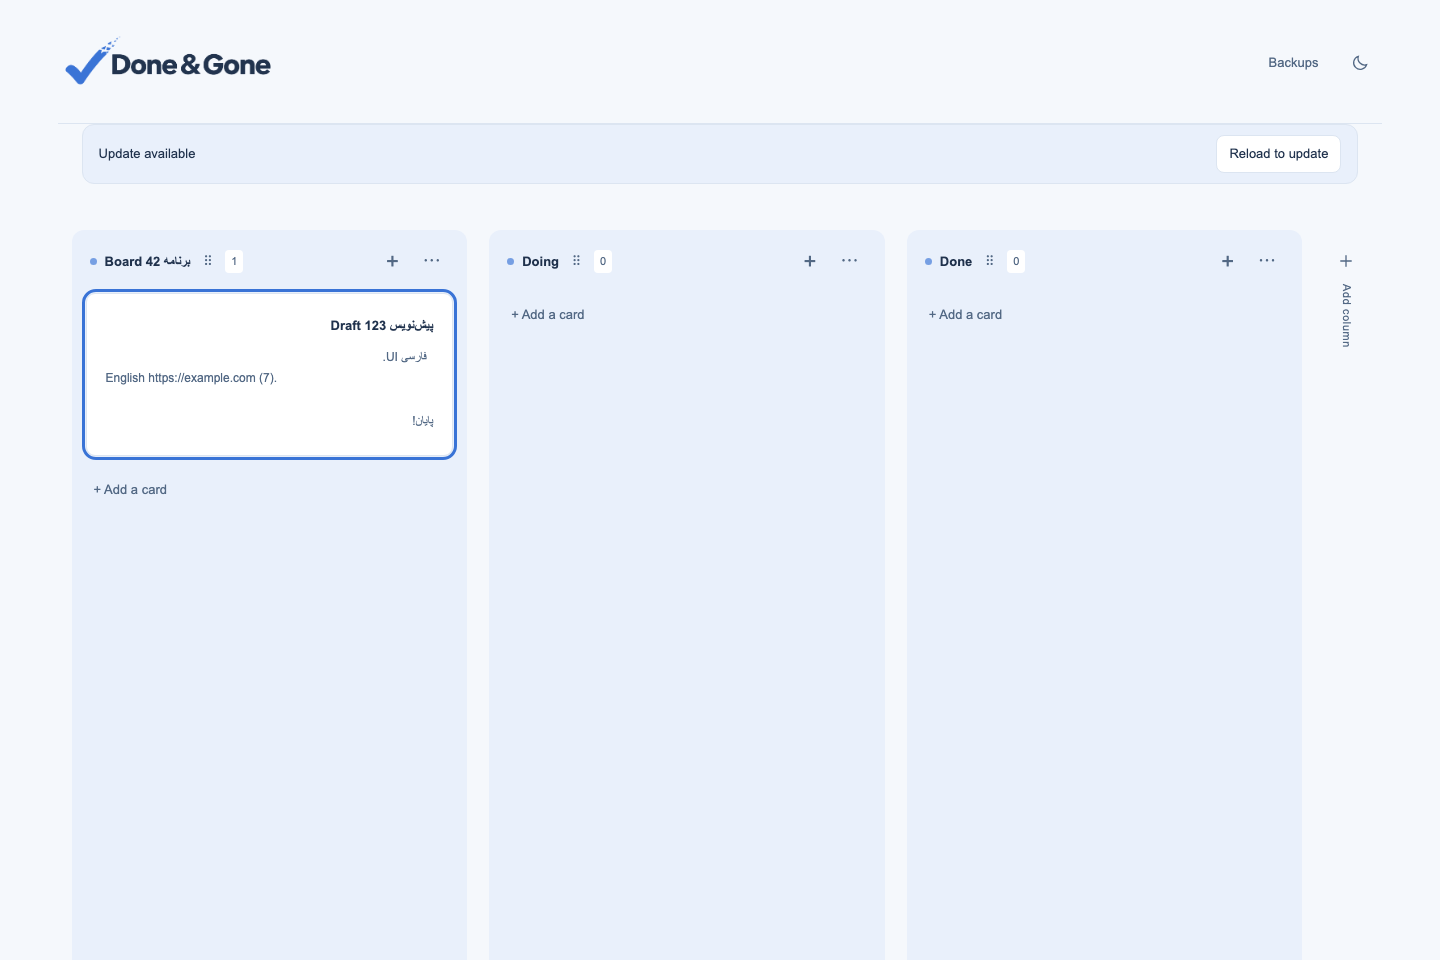 Done & Gone
Backups
Update available
Reload to update
برنامه Board 42
1
+
...
پیش‌نویس Draft 123
فارسی UI.
English https://example.com (7).
پایان!
+ Add a card
Doing
0
+
...
+ Add a card
Done
0
+
...
+ Add a card
+
Add column